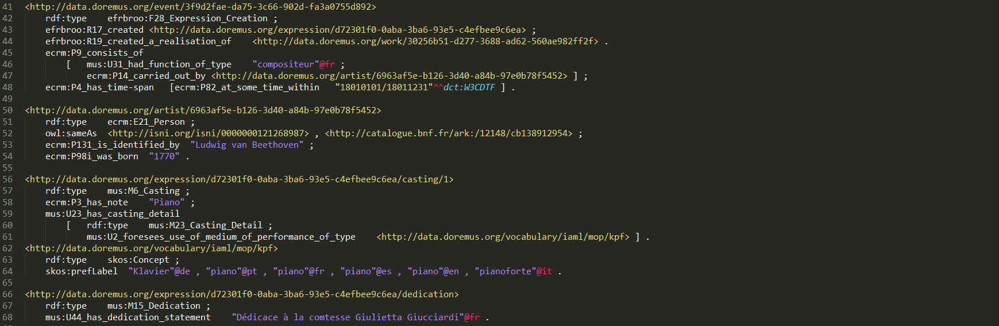 41 <http://data.doremus.org/event/3f9d2fae-da75-3c66-902d-fa3a0755d892>
42 rdf:type efrbroo:F28_Expression_Creation ;
43 efrbroo:R17_created <http://data.doremus.org/expression/d72301f0-0aba-3ba6-93e5-c4efbee9c6ea> ;
44 efrbroo:R19_created_a_realisation_of <http://data.doremus.org/work/30256b51-d277-3688-ad62-560ae982ff2f> .
45 ecrm:P9_consists_of
46 [ mus:U31_had_function_of_type "compositeur"@fr ;
47 ecrm:P14_carried_out_by <http://data.doremus.org/artist/6963af5e-b126-3d40-a84b-97e0b78f5452> ] ;
48 ecrm:P4_has_time-span [ecrm:P82_at_some_time_within "18010101/18011231"^^dct:W3CDTF ] .
49
50 <http://data.doremus.org/artist/6963af5e-b126-3d40-a84b-97e0b78f5452>
51 rdf:type ecrm:E21_Person ;
52 owl:sameAs <http://isni.org/isni/0000000121268987> , <http://catalogue.bnf.fr/ark:/12148/cb138912954> ;
53 ecrm:P131_is_identified_by "Ludwig van Beethoven" ;
54 ecrm:P98i_was_born "1770" .
55
56 <http://data.doremus.org/expression/d72301f0-0aba-3ba6-93e5-c4efbee9c6ea/casting/1>
57 rdf:type mus:M6_Casting ;
58 ecrm:P3_has_note "Piano" ;
59 mus:U23_has_casting_detail
60 [ rdf:type mus:M23_Casting_Detail ;
61 mus:U2_foresees_use_of_medium_of_performance_of_type <http://data.doremus.org/vocabulary/iaml/mop/kpf> ] .
62 <http://data.doremus.org/vocabulary/iaml/mop/kpf>
63 rdf:type skos:Concept ;
64 skos:prefLabel "Klavier"@de , "piano"@pt , "piano"@fr , "piano"@es , "piano"@en , "pianoforte"@it .
65
66 <http://data.doremus.org/expression/d72301f0-0aba-3ba6-93e5-c4efbee9c6ea/dedication>
67 rdf:type mus:M15_Dedication ;
68 mus:U44_has_dedication_statement "Dédicace à la comtesse Giulietta Giucciardi"@fr .